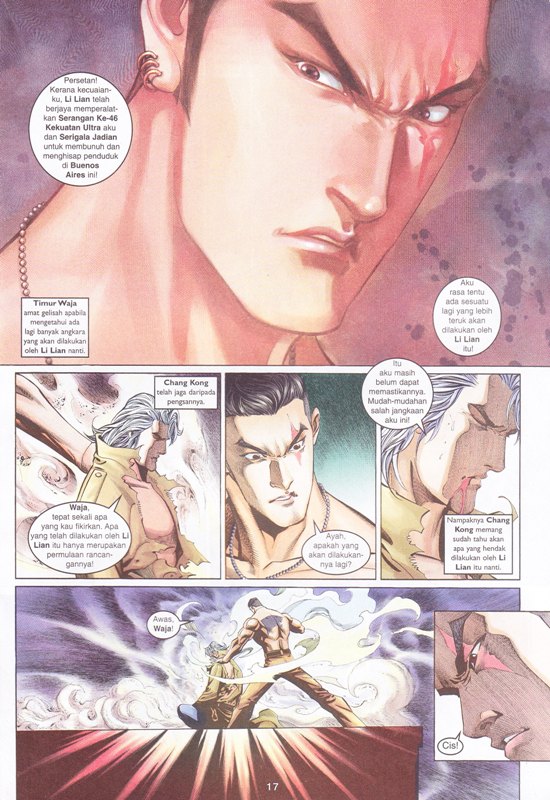 Persetan!
Kerana kecuaian-
ku, Li Lian telah
berjaya memperalat-
kan Serangan Ke-46
Kekuatan Ultra aku
dan Serigala Jadian
untuk membunuh dan
menghisap penduduk
di Buenos
Aires ini!
Timur Waja
amat gelisah apabila
mengetahui ada
lagi banyak angkara
yang akan dilakukan
oleh Li Lian nanti.
Aku
rasa tentu
ada sesuatu
lagi yang lebih
teruk akan
dilakukan oleh
Li Lian
itu!
Chang Kong
telah jaga daripada
pengsannya.
Waja,
tepat sekali apa
yang kau fikirkan. Apa
yang telah dilakukan oleh Li
Lian itu hanya merupakan
permulaan rancan-
gannya!
Ayah,
apakah yang
akan dilakukan-
nya lagi?
Itu
aku masih
belum dapat
memastikannya.
Mudah-mudahan
salah jangkaan
aku ini!
Nampaknya Chang
Kong memang
sudah tahu akan
apa yang hendak
dilakukan oleh Li
Lian itu nanti.
Awas,
Waja!
Cis!
17